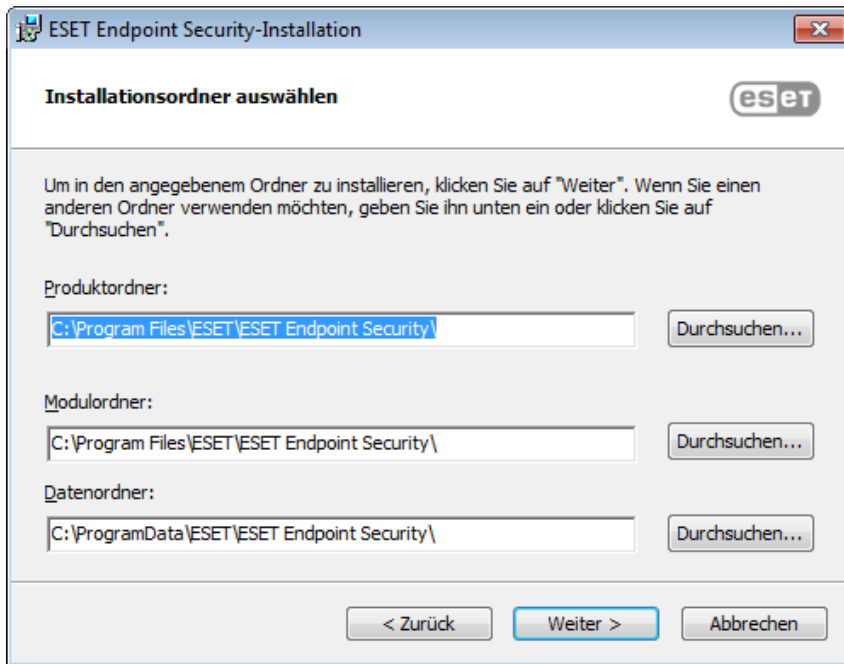 ESET Endpoint Security-Installation
Installationsordner auswählen
eseT
Um in den angegebenem Ordner zu installieren, klicken Sie auf "Weiter". Wenn Sie einen
anderen Ordner verwenden möchten, geben Sie ihn unten ein oder klicken Sie auf
"Durchsuchen".
Produktordner:
C:\Program Files\ESET\ESET Endpoint Security\
Durchsuchen...
Modulordner:
C:\Program Files\ESET\ESET Endpoint Security\
Durchsuchen...
Datenordner:
C:\ProgramData\ESET\ESET Endpoint Security\
Durchsuchen...
< Zurück
Weiter >
Abbrechen